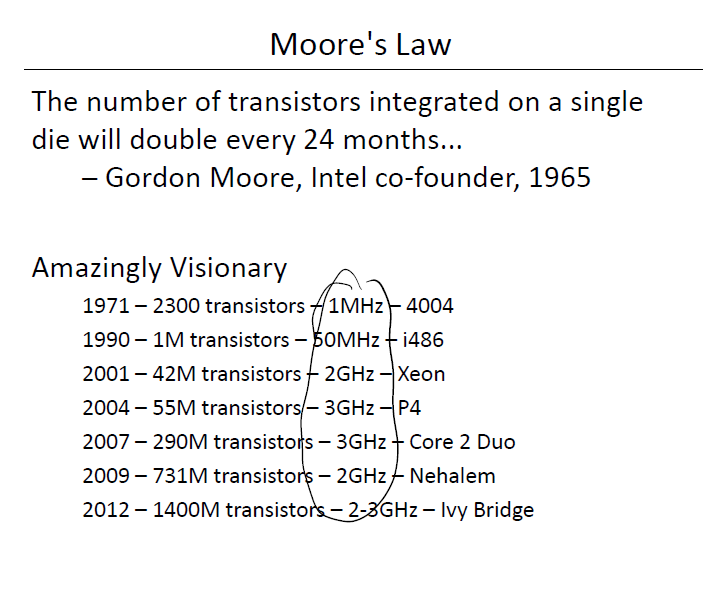 Moore's Law
The number of transistors integrated on a single
die will double every 24 months...
– Gordon Moore, Intel co-founder, 1965
Amazingly Visionary
1971 – 2300 transistors – 1MHz – 4004
1990 – 1M transistors – 50MHz – i486
2001 – 42M transistors – 2GHz – Xeon
2004 – 55M transistors – 3GHz – P4
2007 – 290M transistors – 3GHz – Core 2 Duo
2009 – 731M transistors – 2GHz – Nehalem
2012 – 1400M transistors – 2-3GHz – Ivy Bridge